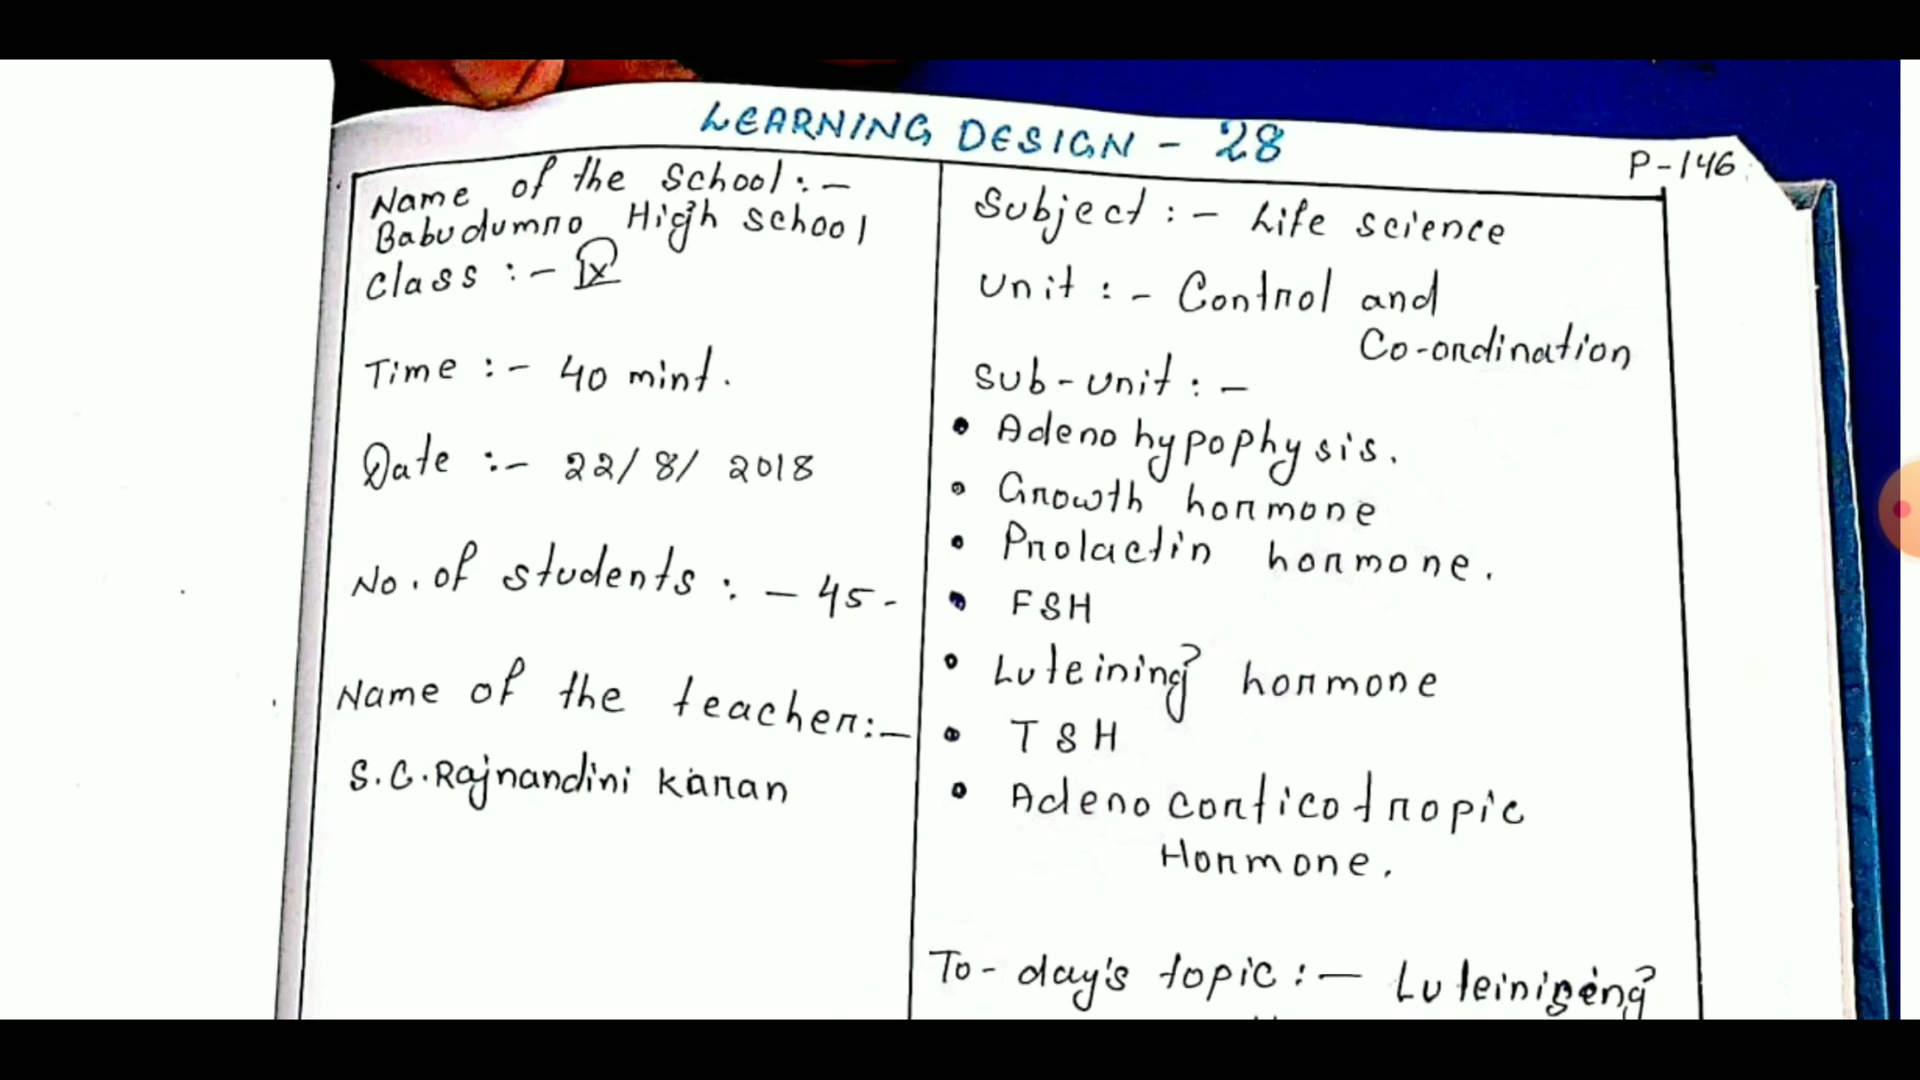 LEARNING DESIGN - 28
P-146
Name of the School :-
Babudumro High school
Class :- IX
Time :- 40 mint.
Date :- 22/8/ 2018
No. of students : - 45-
Name of the teacher:-
S.C. Rajnandini Karan
Subject : - Life science
Unit : - Control and
Co-ordination
Sub-unit : -
• Adeno hypophysis.
• Growth hormone
• Prolactin hormone.
• FSH
• Luteining hormone
• TSH
• Adeno corticotropic
Hormone.
To-day's topic : - Luteinising